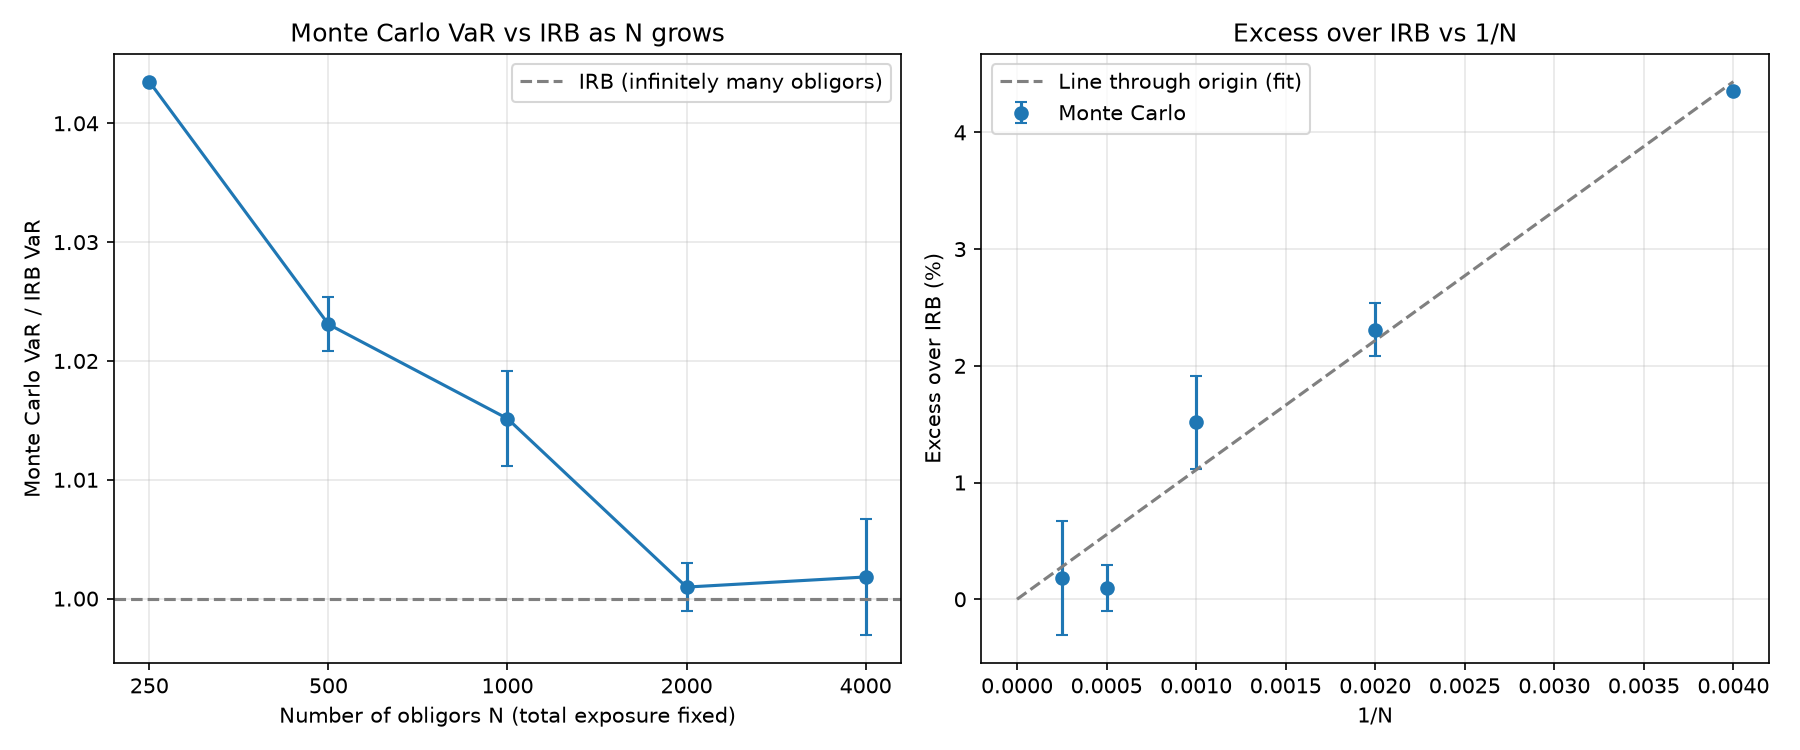 Monte Carlo VaR vs IRB as N grows
IRB (infinitely many obligors)
1.04
1.03
1.02
1.01
1.00
Monte Carlo VaR / IRB VaR
250 500 1000 2000 4000
Number of obligors N (total exposure fixed)
Excess over IRB vs 1/N
Line through origin (fit)
Monte Carlo
4
3
2
1
0
Excess over IRB (%)
0.0000 0.0005 0.0010 0.0015 0.0020 0.0025 0.0030 0.0035 0.0040
1/N